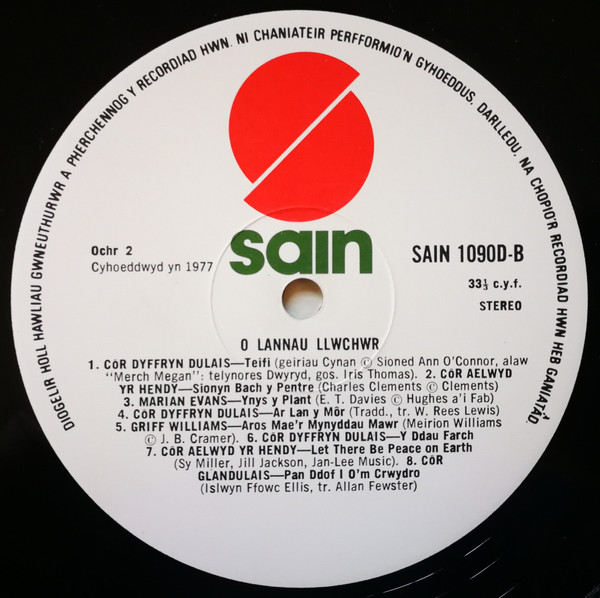 DIOGELIR HOLL HAWLIAU GWNEUTHURWR A PHERCHENNOG Y RECORDIAD HWN. NI CHANIATEIR PERFFORMIO'N GYHOEDDUS, DARLLEDU, NA CHOPIO'R RECORDIAD HWN HEB GANIATÂD.
sain
Ochr 2
Cyhoeddwyd yn 1977
SAIN 1090D-B
33⅓ c.y.f.
STEREO
O LANNAU LLWCHWR
1. CÔR DYFFRYN DULAIS—Teifi (geiriau Cynan © Sioned Ann O'Connor, alaw
"Merch Megan": telynores Dwyryd, gos. Iris Thomas). 2. CÔR AELWYD
YR HENDY—Sionyn Bach y Pentre (Charles Clements © Clements)
3. MARIAN EVANS—Ynys y Plant (E. T. Davies © Hughes a'i Fab)
4. CÔR DYFFRYN DULAIS—Ar Lan y Môr (Tradd., tr. W. Rees Lewis)
5. GRIFF WILLIAMS—Aros Mae'r Mynyddau Mawr (Meirion Williams
© J. B. Cramer). 6. CÔR DYFFRYN DULAIS—Y Ddau Farch
7. CÔR AELWYD YR HENDY—Let There Be Peace on Earth
(Sy Miller, Jill Jackson, Jan-Lee Music). 8. CÔR
GLANDULAIS—Pan Ddof I O'm Crwydro
(Islwyn Ffowc Ellis, tr. Allan Fewster)